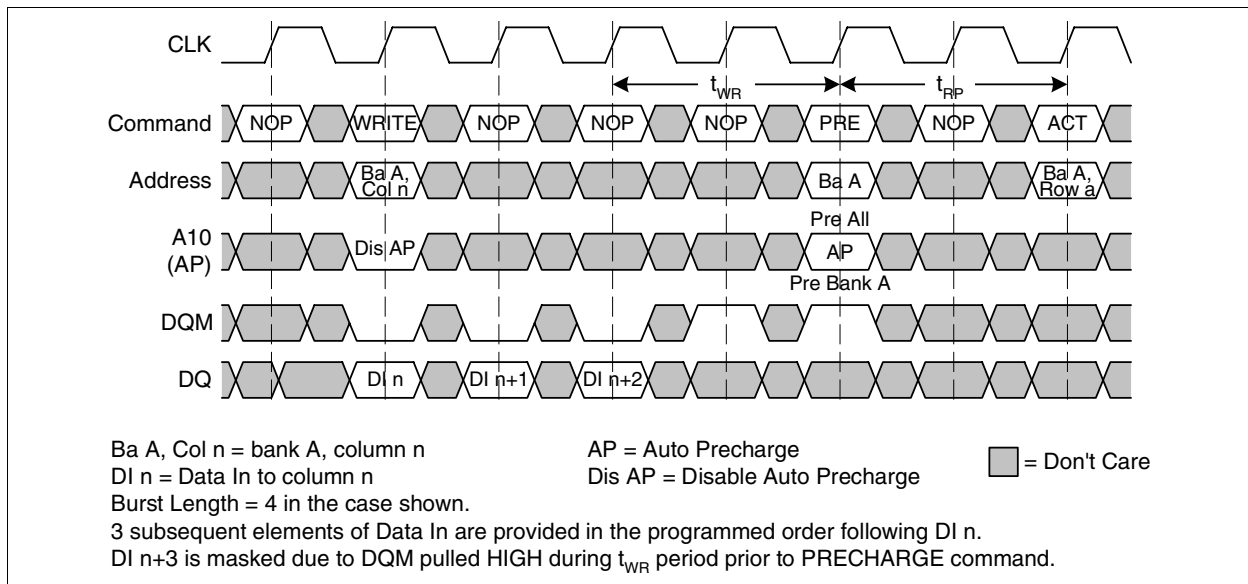 CLK
tWR
tRP
Command
NOP
WRITE
NOP
NOP
NOP
PRE
NOP
ACT
Address
Ba A,
Col n
Ba A
Ba A,
Row a
Pre All
A10
(AP)
Dis AP
AP
Pre Bank A
DQM
DQ
DI n
DI n+1
DI n+2
Ba A, Col n = bank A, column n
DI n = Data In to column n
Burst Length = 4 in the case shown.
3 subsequent elements of Data In are provided in the programmed order following DI n.
DI n+3 is masked due to DQM pulled HIGH during tWR period prior to PRECHARGE command.
AP = Auto Precharge
Dis AP = Disable Auto Precharge
= Don't Care